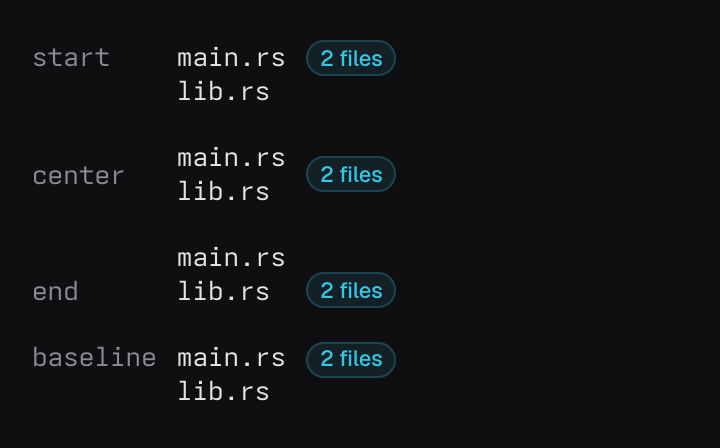 start main.rs 2 files
lib.rs
main.rs
center 2 files
lib.rs
main.rs
end lib.rs 2 files
baseline main.rs 2 files
lib.rs